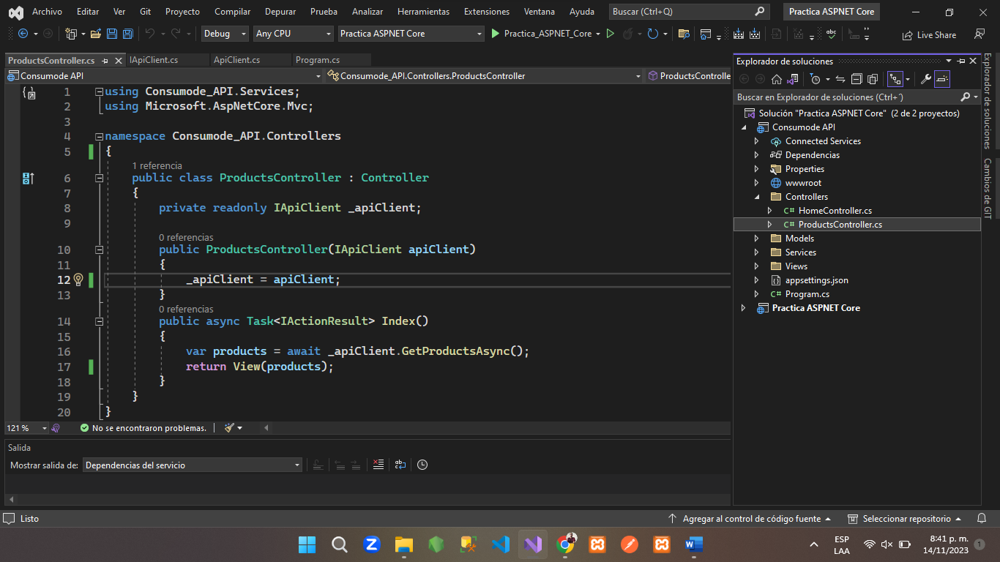 Archivo Editar Ver Git Proyecto Compilar Depurar Prueba Analizar Herramientas Extensiones Ventana Ayuda Buscar (Ctrl+Q) Practica ASPNET Core
Debug Any CPU Practica ASPNET Core Practica_ASPNET_Core Live Share
ProductsController.cs IApiClient.cs ApiClient.cs Program.cs
Consumode API Consumode_API.Controllers.ProductsController ProductsControlle
1 using Consumode_API.Services;
2 using Microsoft.AspNetCore.Mvc;
3
4 namespace Consumode_API.Controllers
5 {
1 referencia
6 public class ProductsController : Controller
7 {
8 private readonly IApiClient _apiClient;
9
0 referencias
10 public ProductsController(IApiClient apiClient)
11 {
12 _apiClient = apiClient;
13 }
0 referencias
14 public async Task<IActionResult> Index()
15 {
16 var products = await _apiClient.GetProductsAsync();
17 return View(products);
18 }
19 }
20 }
121 % No se encontraron problemas.
Salida
Mostrar salida de: Dependencias del servicio
Explorador de soluciones
Buscar en Explorador de soluciones (Ctrl+´)
Solución "Practica ASPNET Core" (2 de 2 proyectos)
Consumode API
Connected Services
Dependencias
Properties
wwwroot
Controllers
C# HomeController.cs
C# ProductsController.cs
Models
Services
Views
appsettings.json
C# Program.cs
Practica ASPNET Core
Explorador de soluciones
Cambios de GIT
Listo Agregar al control de código fuente Seleccionar repositorio
ESP
LAA
8:41 p. m.
14/11/2023
1